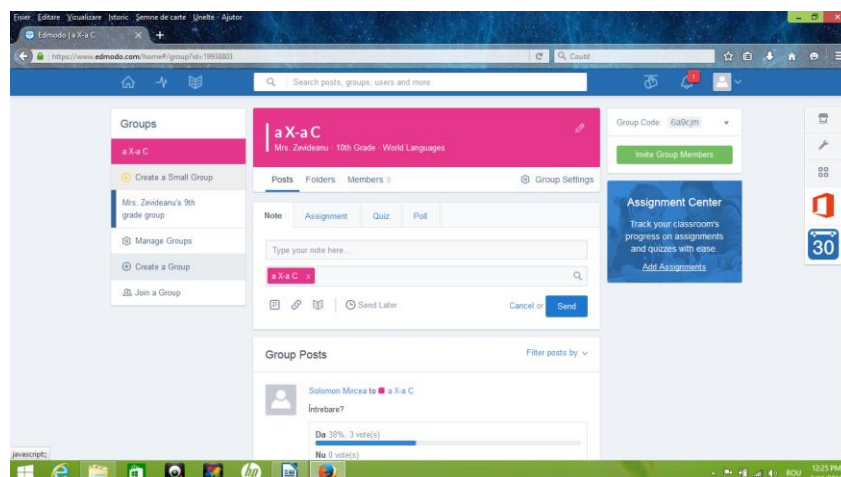 Fișier Editare Vizualizare Istoric Semne de carte Unelte Ajutor
Edmodo | a X-a C
https://www.edmodo.com/home#/group?id=19938803
Caută
Search posts, groups, users and more
1
Groups
a X-a C
Create a Small Group
Mrs. Zevideanu's 9th
grade group
Manage Groups
Create a Group
Join a Group
a X-a C
Mrs. Zevideanu · 10th Grade · World Languages
Posts Folders Members
Group Settings
Note Assignment Quiz Poll
Type your note here...
a X-a C ×
Send Later
Cancel or Send
Group Posts
Filter posts by
Solomon Mircea to a X-a C
Întrebare?
Da 38%, 3 vote(s)
Nu 0 vote(s)
Group Code: 6a9cjm
Invite Group Members
Assignment Center
Track your classroom's
progress on assignments
and quizzes with ease.
Add Assignments
30
javascript:;
hp
ROU
12:25 PM